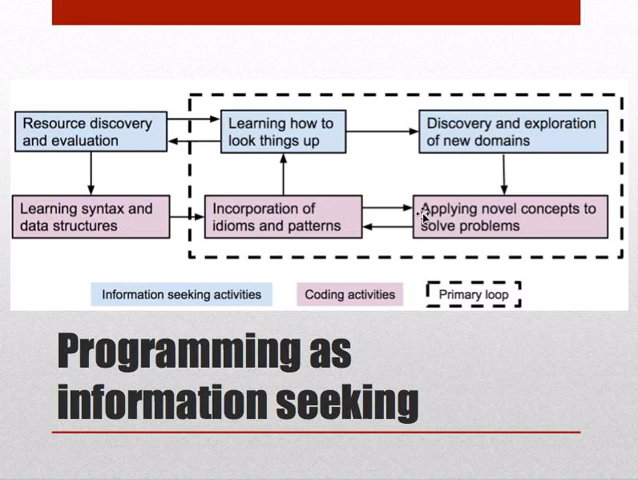 Resource discovery
and evaluation
Learning how to
look things up
Discovery and exploration
of new domains
Learning syntax and
data structures
Incorporation of
idioms and patterns
Applying novel concepts to
solve problems
Information seeking activities
Coding activities
Primary loop
Programming as
information seeking